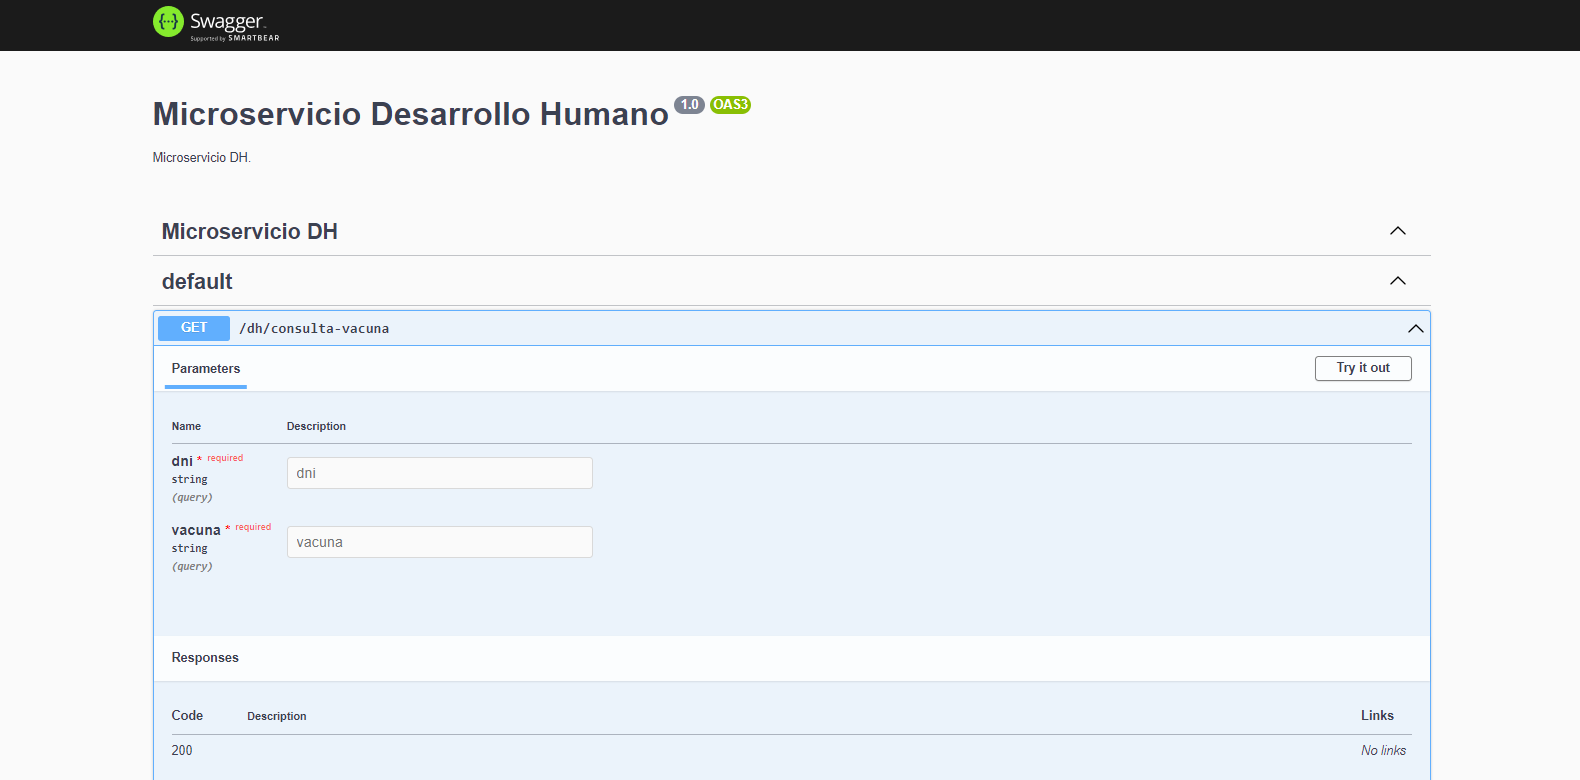 Swagger
Supported by SMARTBEAR
Microservicio Desarrollo Humano 1.0 OAS3
Microservicio DH.
Microservicio DH
default
GET /dh/consulta-vacuna
Parameters
Try it out
Name Description
dni * required
string
(query)
dni
vacuna * required
string
(query)
vacuna
Responses
Code Description Links
200 No links